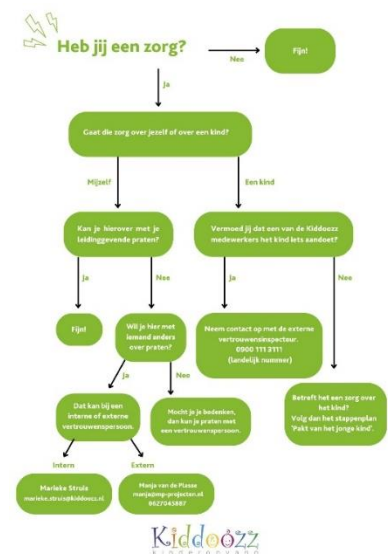 Heb jij een zorg?
Nee
Fijn!
Ja
Gaat die zorg over jezelf of over een kind?
Mijzelf
Een kind
Kan je hierover met je
leidinggevende praten?
Vermoed jij dat een van de Kiddoozz
medewerkers het kind iets aandoet?
Ja
Nee
Ja
Nee
Fijn!
Wil je hier met
iemand anders
over praten?
Neem contact op met de externe
vertrouwensinspecteur.
0900 111 3111
(landelijk nummer)
Ja
Nee
Dat kan bij een
interne of externe
vertrouwenspersoon.
Mocht je je bedenken,
dan kun je praten met
een vertrouwenspersoon.
Betreft het een zorg over
het kind?
Volg dan het stappenplan
'Pakt van het jonge kind'.
Intern
Extern
Marieke Struis
marieke.struis@kiddoozz.nl
Manja van de Plasse
manja@mp-projecten.nl
0627043887
Kiddoozz
kinderopvang